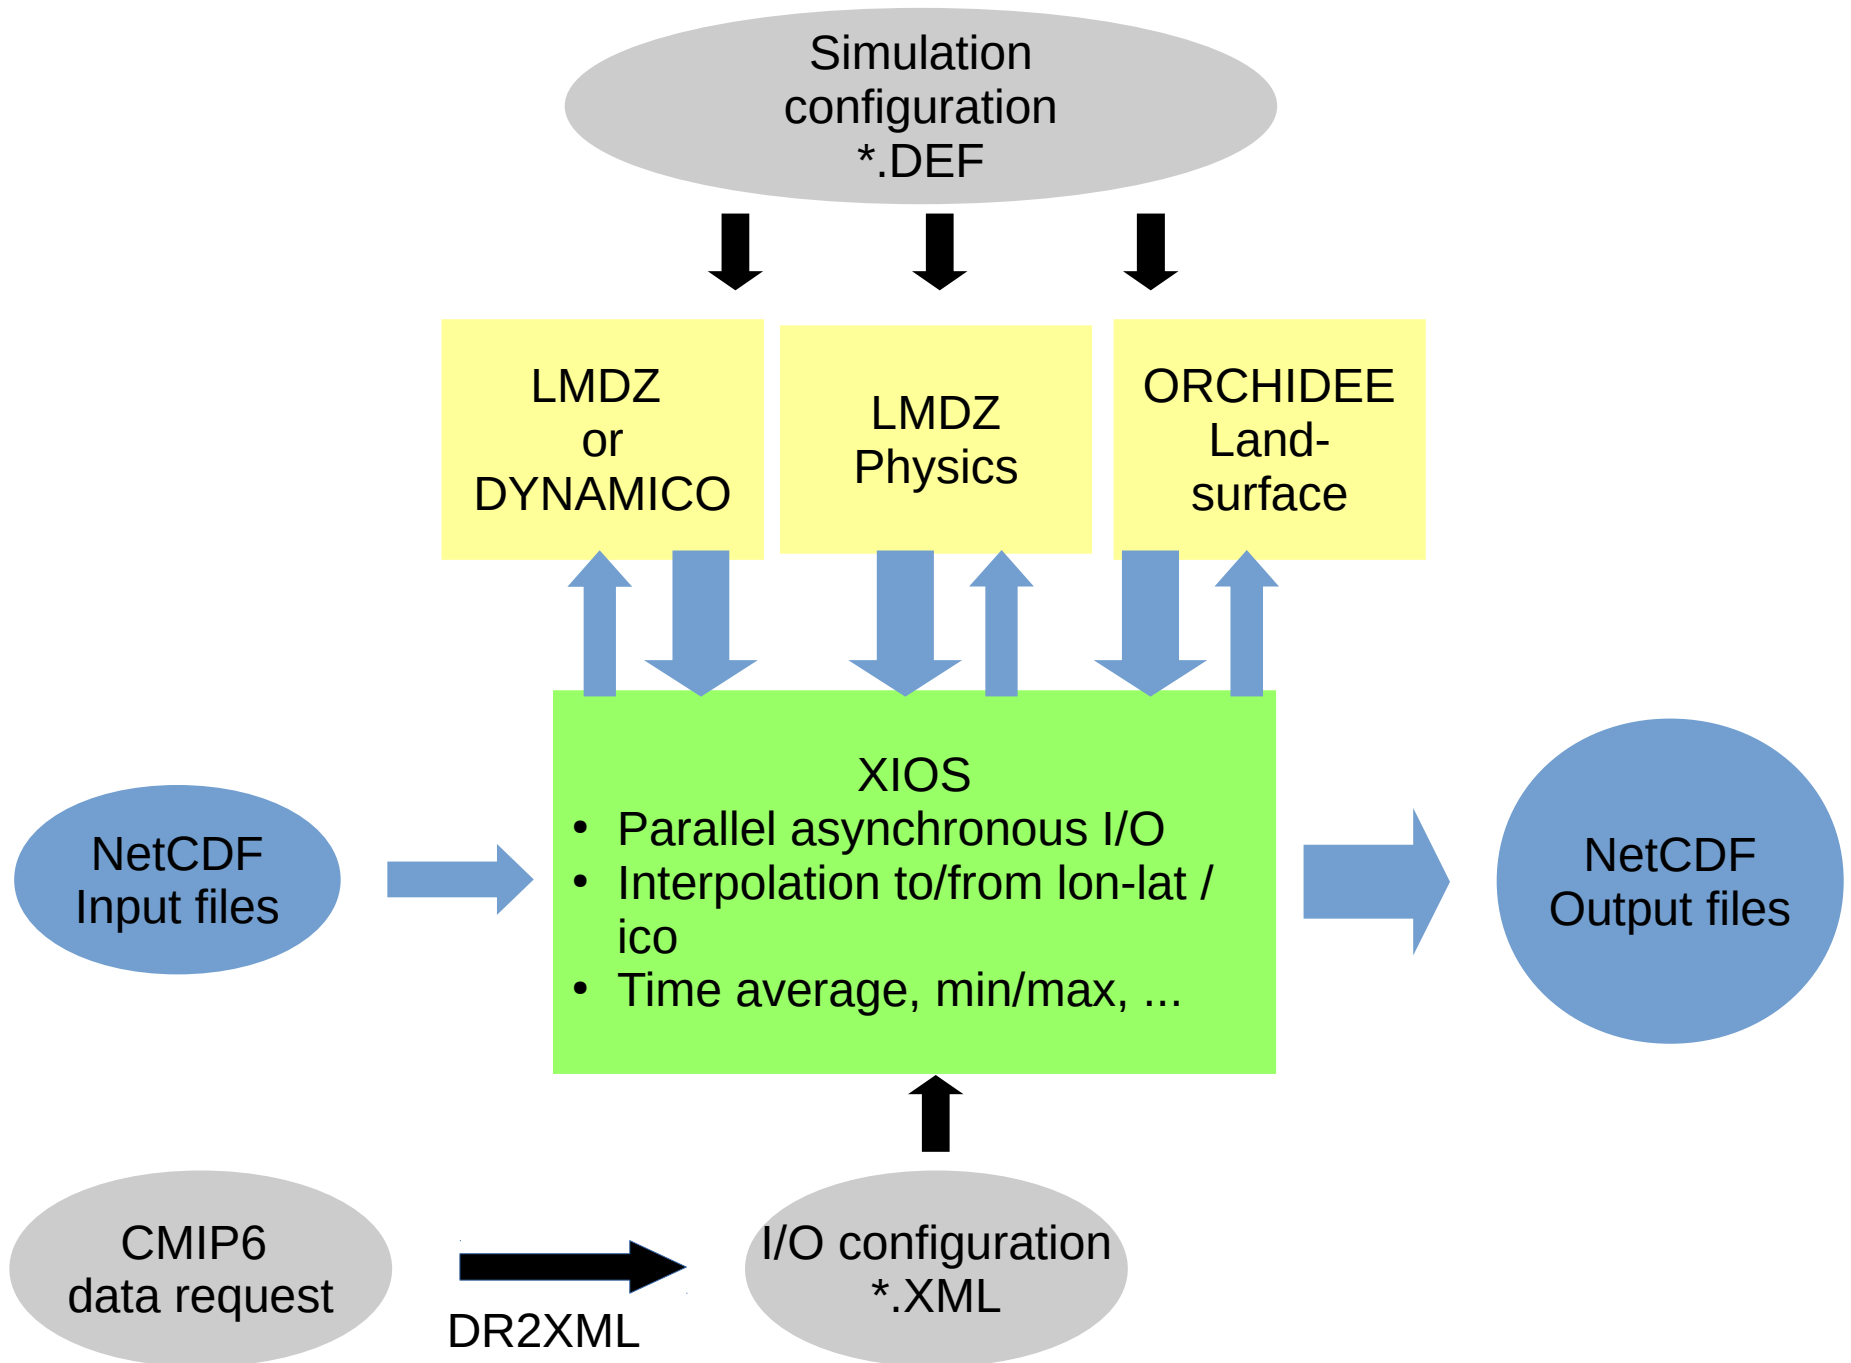 Simulation
configuration
*.DEF
LMDZ
or
DYNAMICO
LMDZ
Physics
ORCHIDEE
Land-
surface
XIOS
• Parallel asynchronous I/O
• Interpolation to/from lon-lat /
ico
• Time average, min/max, ...
NetCDF
Input files
NetCDF
Output files
CMIP6
data request
DR2XML
I/O configuration
*.XML